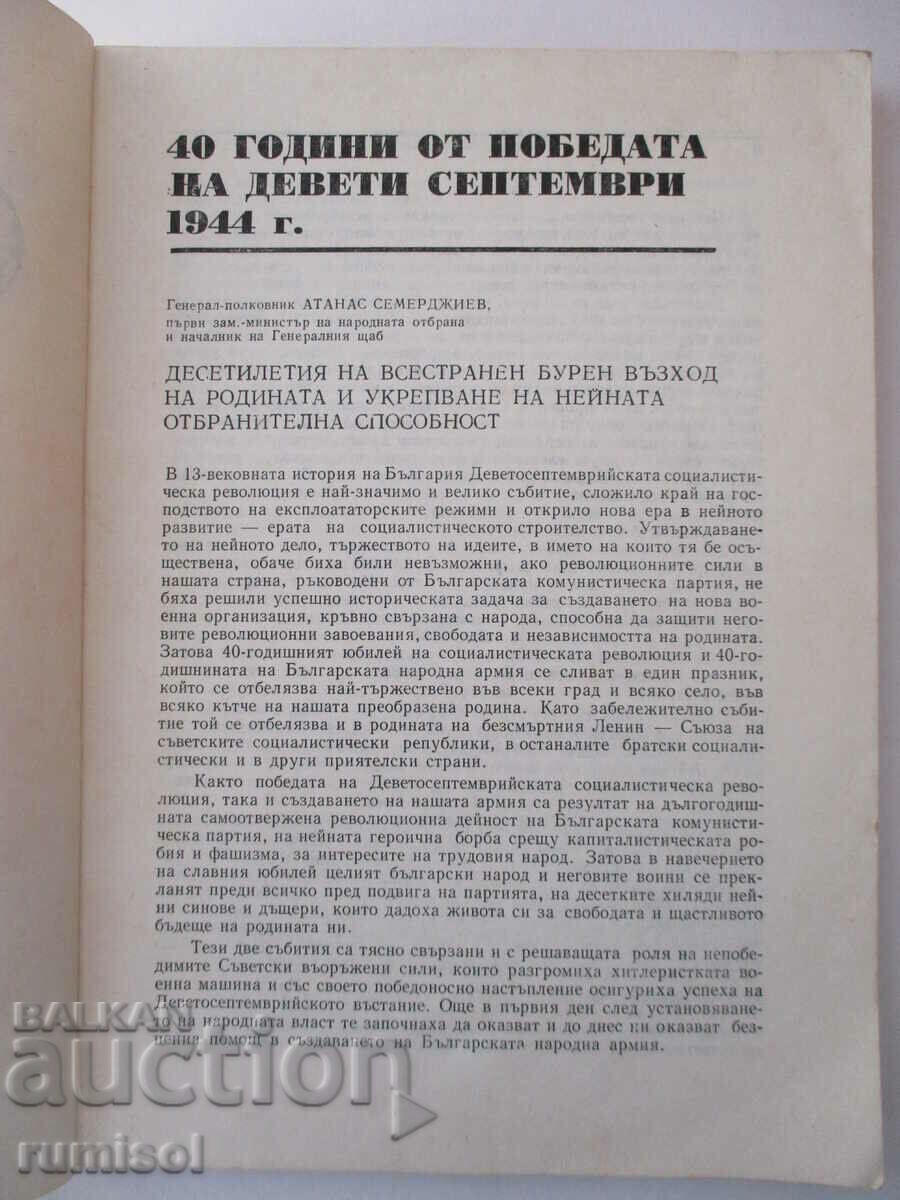 40 ГОДИНИ ОТ ПОБЕДАТА
НА ДЕВЕТИ СЕПТЕМВРИ
1944 г.
Генерал-полковник АТАНАС СЕМЕРДЖИЕВ,
първи зам.-министър на народната отбрана
и началник на Генералния щаб
ДЕСЕТИЛЕТИЯ НА ВСЕСТРАНЕН БУРЕН ВЪЗХОД
НА РОДИНАТА И УКРЕПВАНЕ НА НЕЙНАТА
ОТБРАНИТЕЛНА СПОСОБНОСТ
В 13-вековната история на България Деветосептемврийската социалисти-
ческа революция е най-значимо и велико събитие, сложило край на гос-
подството на експлоататорските режими и открило нова ера в нейното
развитие — ерата на социалистическото строителство. Утвърждаване-
то на нейното дело, тържеството на идеите, в името на които тя бе осъ-
ществена, обаче биха били невъзможни, ако революционните сили в
нашата страна, ръководени от Българската комунистическа партия, не
бяха решили успешно историческата задача за създаването на нова во-
енна организация, кръвно свързана с народа, способна да защити него-
вите революционни завоевания, свободата и независимостта на родината.
Затова 40-годишният юбилей на социалистическата революция и 40-го-
дишнината на Българската народна армия се сливат в един празник,
който се отбелязва най-тържествено във всеки град и всяко село, във
всяко кътче на нашата преобразена родина. Като забележително съби-
тие той се отбелязва и в родината на безсмъртния Ленин — Съюза на
съветските социалистически републики, в останалите братски социали-
стически и в други приятелски страни.
Както победата на Деветосептемврийската социалистическа рево-
люция, така и създаването на нашата армия са резултат на дългогодиш-
ната самоотвержена революционна дейност на Българската комунисти-
ческа партия, на нейната героична борба срещу капиталистическата ро-
бия и фашизма, за интересите на трудовия народ. Затова в навечерието
на славния юбилей целият български народ и неговите воини се прек-
ланят преди всичко пред подвига на партията, на десетките хиляди ней-
ни синове и дъщери, които дадоха живота си за свободата и щастливото
бъдеще на родината ни.
Тези две събития са тясно свързани и с решаващата роля на непобе-
димите Съветски въоръжени сили, които разгромиха хитлеристката во-
енна машина и със своето победоносно настъпление осигуриха успеха на
Деветосептемврийското въстание. Още в първия ден след установяване-
то на народната власт те започнаха да оказват и до днес ни оказват без-
ценна помощ в създаването на Българската народна армия.
BALKAN
auction
rumisol